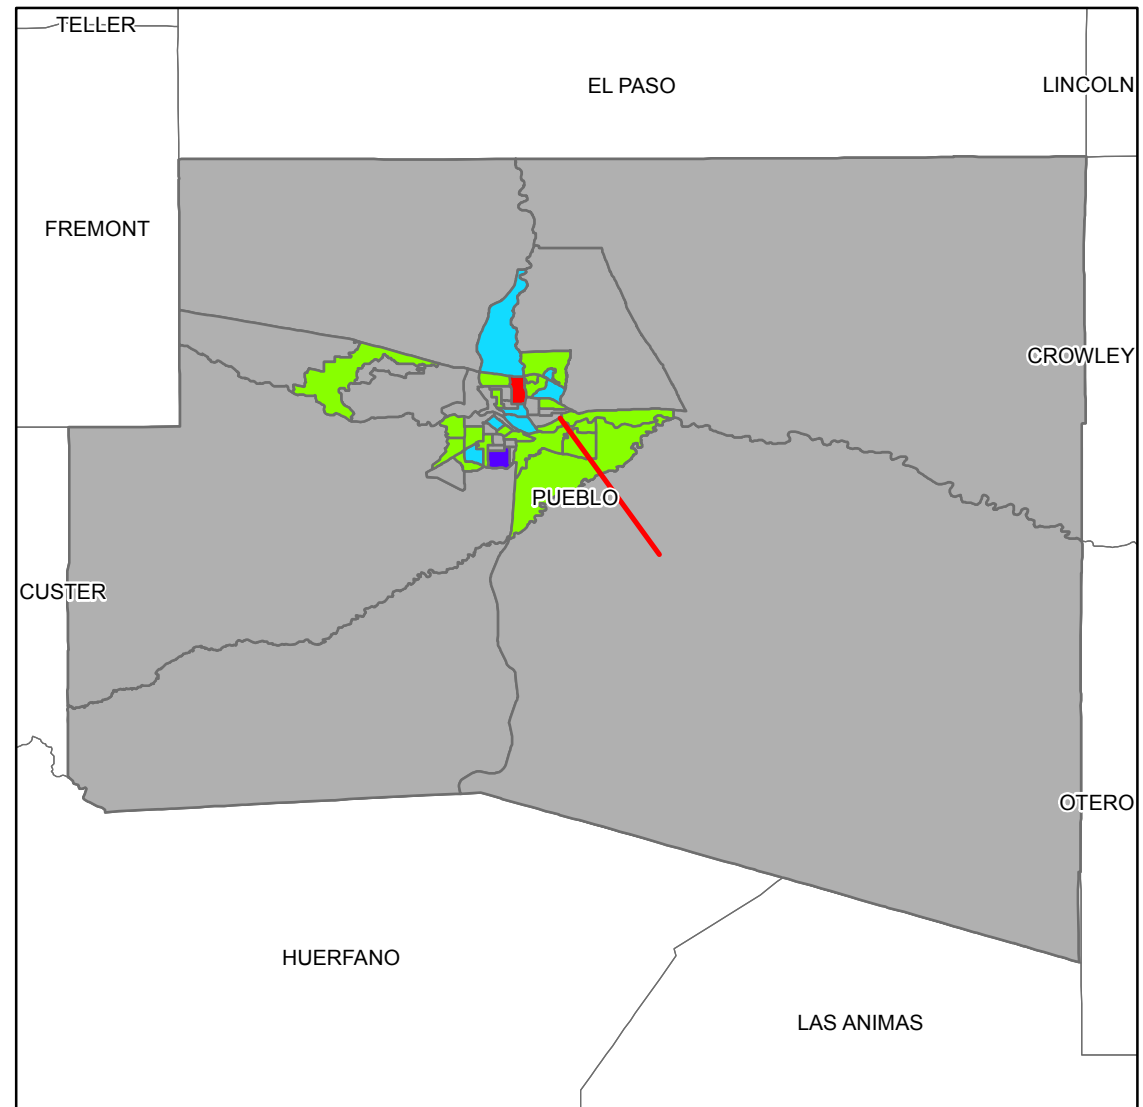 TELLER
EL PASO
LINCOLN
FREMONT
CROWLEY
PUEBLO
CUSTER
OTERO
HUERFANO
LAS ANIMAS